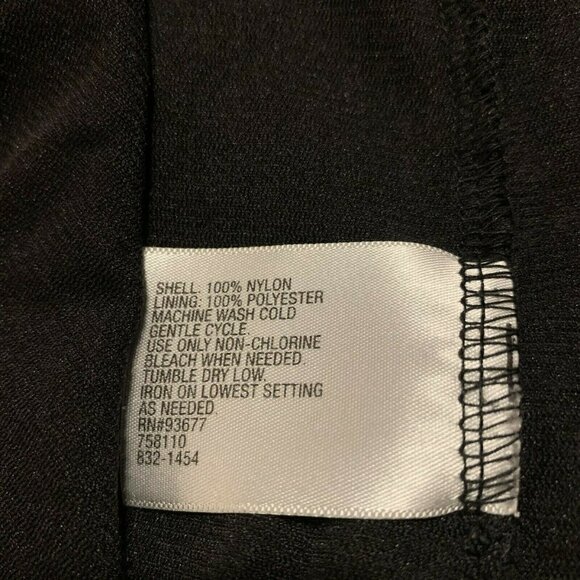 SHELL: 100% NYLON
LINING: 100% POLYESTER
MACHINE WASH COLD
GENTLE CYCLE.
USE ONLY NON-CHLORINE
BLEACH WHEN NEEDED
TUMBLE DRY LOW.
IRON ON LOWEST SETTING
AS NEEDED
RN#93677
758110
832-1454